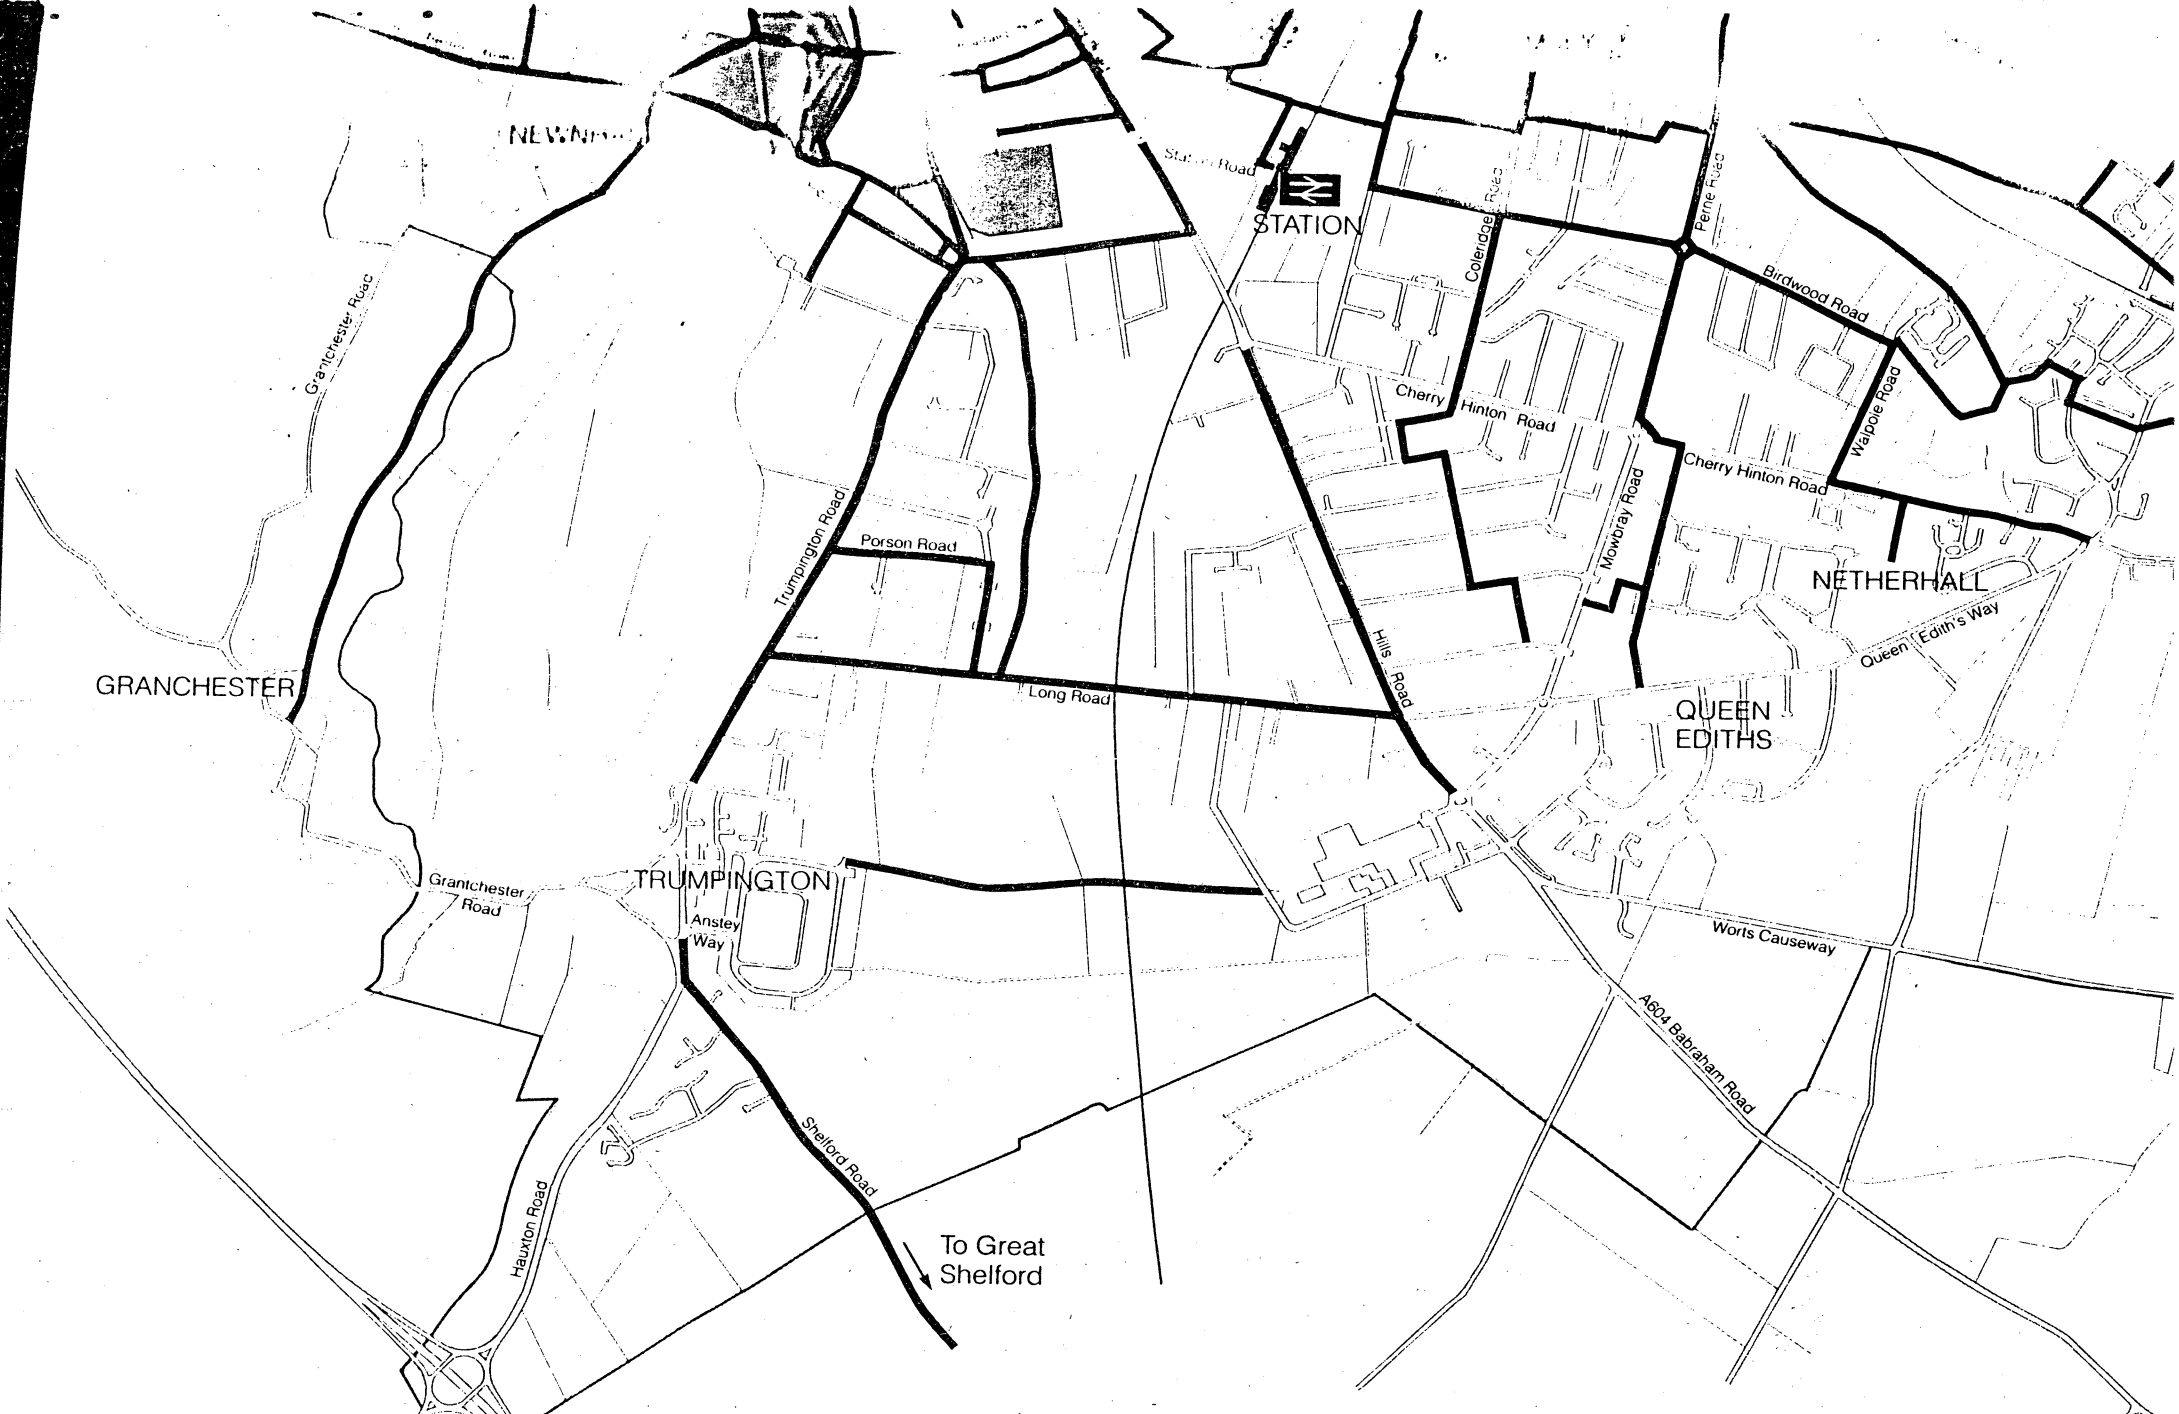 Station Road
STATION
Perne Road
Coleridge Road
Birdwood Road
Grantchester Road
Cherry Hinton Road
Walpole Road
Cherry Hinton Road
Mowbray Road
Trumpington Road
Porson Road
NETHERHALL
Queen Edith's Way
Hills Road
GRANCHESTER
Long Road
QUEEN
EDITHS
TRUMPINGTON
Grantchester
Road
Anstey
Way
Worts Causeway
A604 Babraham Road
Shelford Road
Hauxton Road
To Great
Shelford